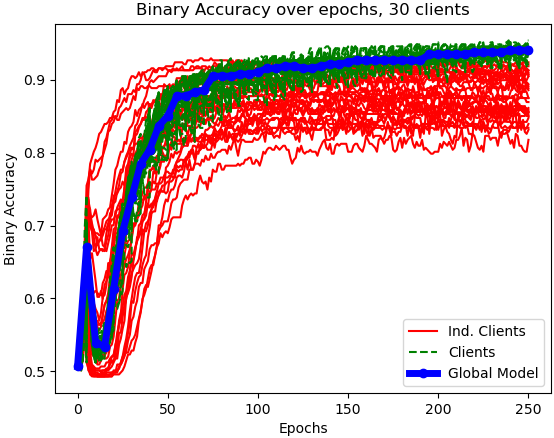 Binary Accuracy over epochs, 30 clients
Binary Accuracy
0.9
0.8
0.7
0.6
0.5
Ind. Clients
Clients
Global Model
0
50
100
150
200
250
Epochs